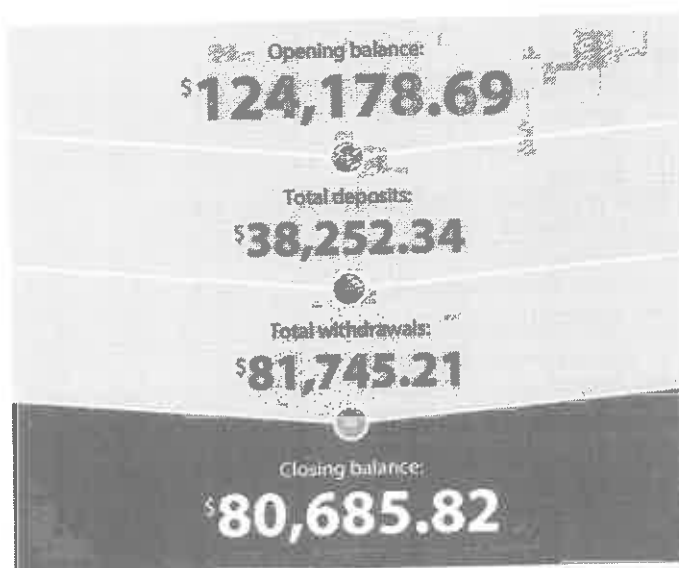 Opening balance:
$124,178.69
Total deposits:
$38,252.34
Total withdrawals:
$81,745.21
Closing balance:
$80,685.82